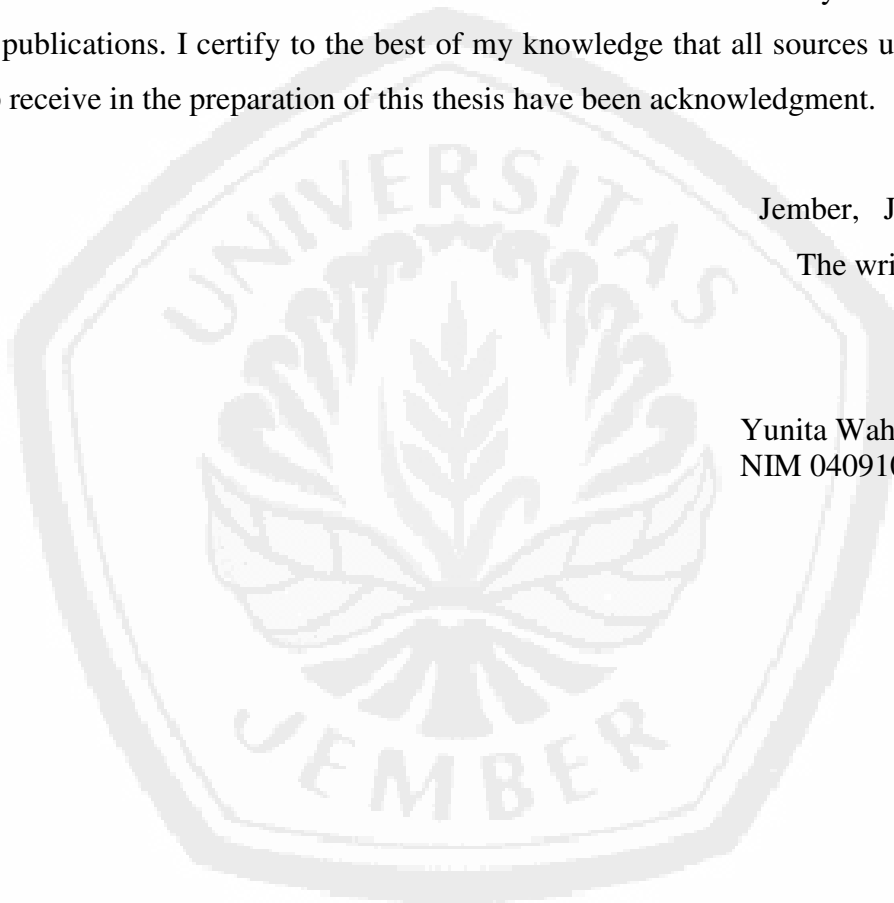 publications. I certify to the best of my knowledge that all sources u
receive in the preparation of this thesis have been acknowledgment.
Jember, J
The wri
Yunita Wah
NIM 040910
UNIVERSITAS
JEMBER